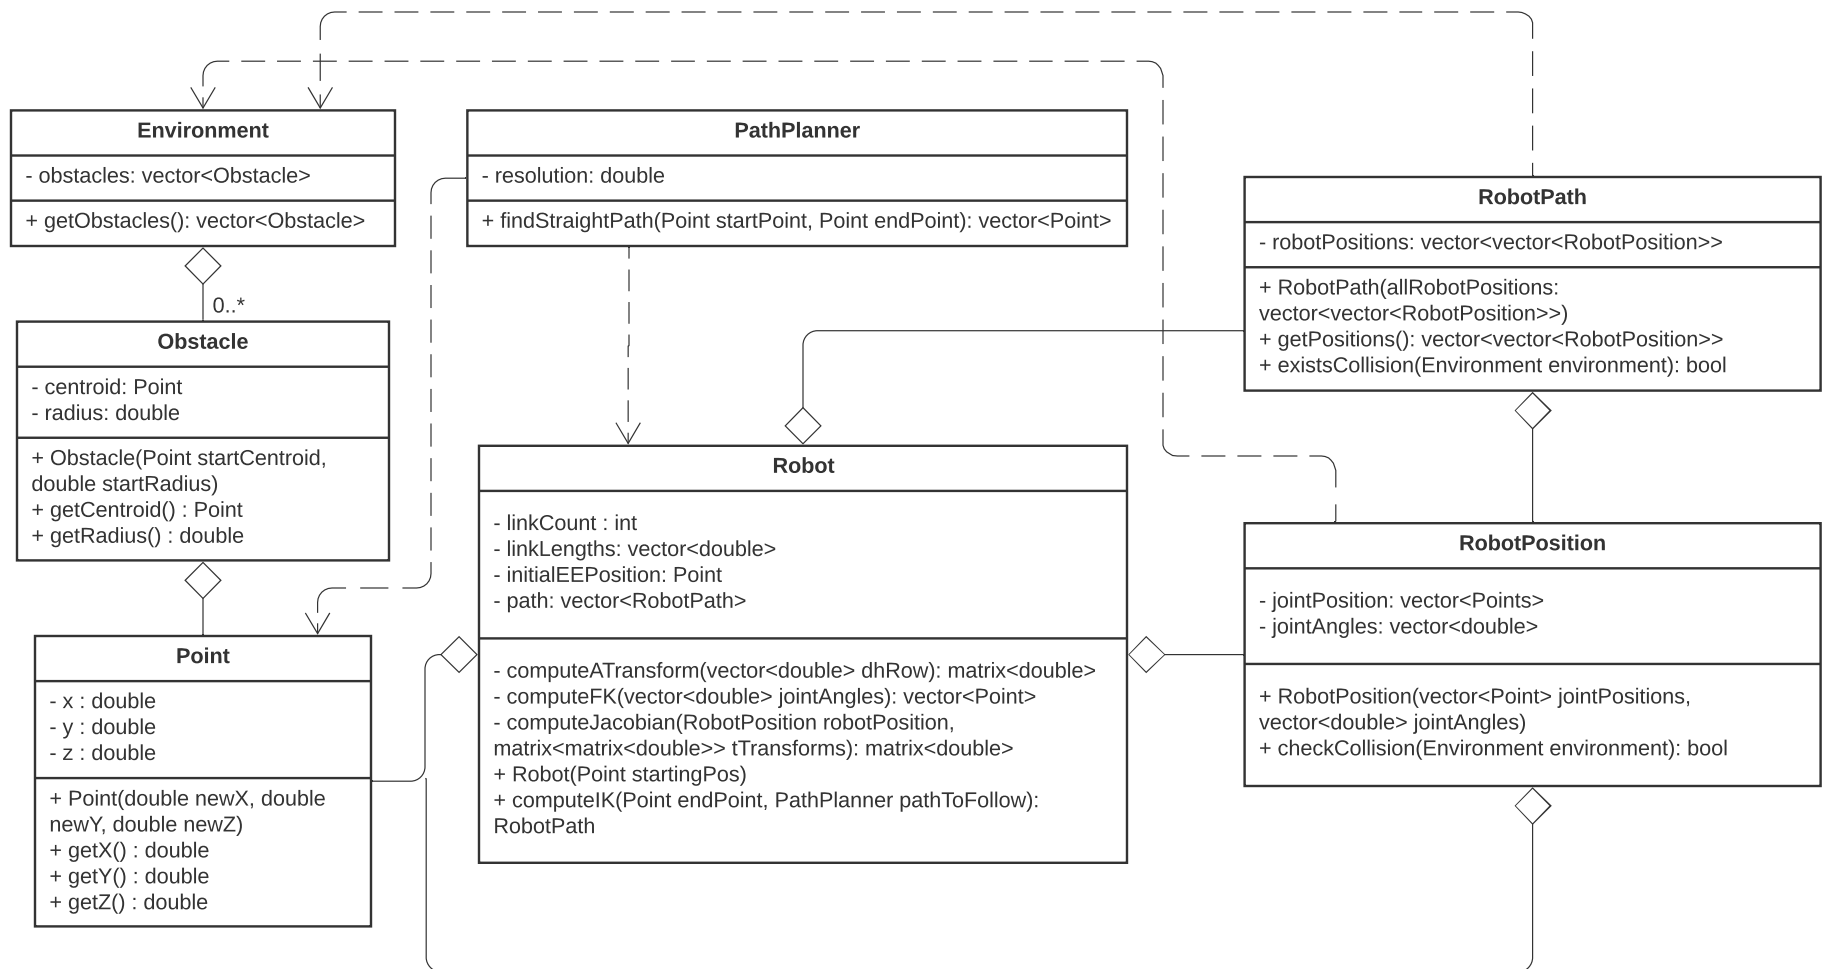 Environment
- obstacles: vector<Obstacle>
+ getObstacles(): vector<Obstacle>
0..*
Obstacle
- centroid: Point
- radius: double
+ Obstacle(Point startCentroid,
double startRadius)
+ getCentroid() : Point
+ getRadius() : double
Point
- x : double
- y : double
- z : double
+ Point(double newX, double
newY, double newZ)
+ getX() : double
+ getY() : double
+ getZ() : double
PathPlanner
- resolution: double
+ findStraightPath(Point startPoint, Point endPoint): vector<Point>
Robot
- linkCount : int
- linkLengths: vector<double>
- initialEEPosition: Point
- path: vector<RobotPath>
- computeATransform(vector<double> dhRow): matrix<double>
- computeFK(vector<double> jointAngles): vector<Point>
- computeJacobian(RobotPosition robotPosition,
matrix<matrix<double>> tTransforms): matrix<double>
+ Robot(Point startingPos)
+ computeIK(Point endPoint, PathPlanner pathToFollow):
RobotPath
RobotPath
- robotPositions: vector<vector<RobotPosition>>
+ RobotPath(allRobotPositions:
vector<vector<RobotPosition>>)
+ getPositions(): vector<vector<RobotPosition>>
+ existsCollision(Environment environment): bool
RobotPosition
- jointPosition: vector<Points>
- jointAngles: vector<double>
+ RobotPosition(vector<Point> jointPositions,
vector<double> jointAngles)
+ checkCollision(Environment environment): bool